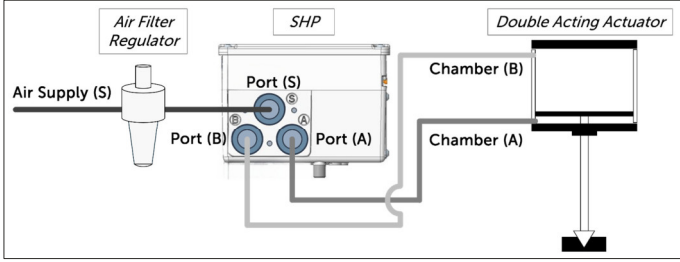 Air Filter
Regulator
SHP
Double Acting Actuator
Air Supply (S)
Port (S)
Chamber (B)
S
B
A
Port (B)
Port (A)
Chamber (A)